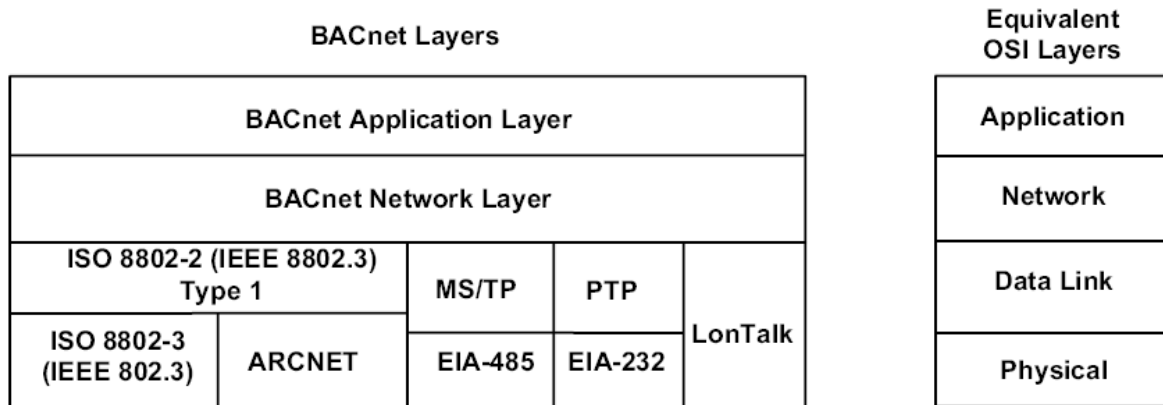 BACnet Layers
Equivalent
OSI Layers
BACnet Application Layer
Application
BACnet Network Layer
Network
ISO 8802-2 (IEEE 8802.3)
Type 1
MS/TP
PTP
LonTalk
Data Link
ISO 8802-3
(IEEE 802.3)
ARCNET
EIA-485
EIA-232
Physical